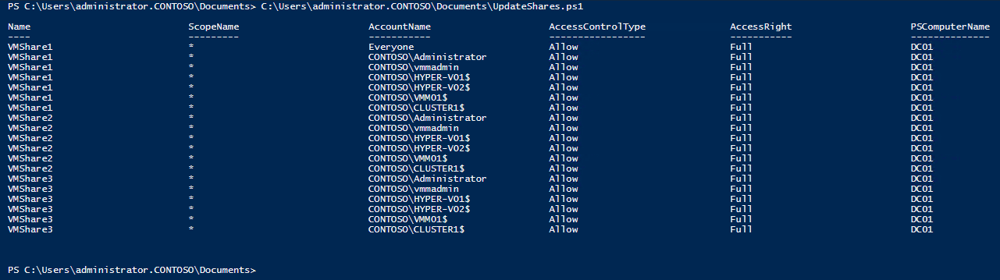 PS C:\Users\administrator.CONTOSO\Documents> C:\Users\administrator.CONTOSO\Documents\UpdateShares.ps1
Name ScopeName AccountName AccessControlType AccessRight PSComputerName
---- --------- ----------- ----------------- ----------- --------------
VMShare1 * Everyone Allow Full DC01
VMShare1 * CONTOSO\Administrator Allow Full DC01
VMShare1 * CONTOSO\vmmadmin Allow Full DC01
VMShare1 * CONTOSO\HYPER-V01$ Allow Full DC01
VMShare1 * CONTOSO\HYPER-V02$ Allow Full DC01
VMShare1 * CONTOSO\VMM01$ Allow Full DC01
VMShare1 * CONTOSO\CLUSTER1$ Allow Full DC01
VMShare2 * CONTOSO\Administrator Allow Full DC01
VMShare2 * CONTOSO\vmmadmin Allow Full DC01
VMShare2 * CONTOSO\HYPER-V01$ Allow Full DC01
VMShare2 * CONTOSO\HYPER-V02$ Allow Full DC01
VMShare2 * CONTOSO\VMM01$ Allow Full DC01
VMShare2 * CONTOSO\CLUSTER1$ Allow Full DC01
VMShare3 * CONTOSO\Administrator Allow Full DC01
VMShare3 * CONTOSO\vmmadmin Allow Full DC01
VMShare3 * CONTOSO\HYPER-V01$ Allow Full DC01
VMShare3 * CONTOSO\HYPER-V02$ Allow Full DC01
VMShare3 * CONTOSO\VMM01$ Allow Full DC01
VMShare3 * CONTOSO\CLUSTER1$ Allow Full DC01
PS C:\Users\administrator.CONTOSO\Documents>